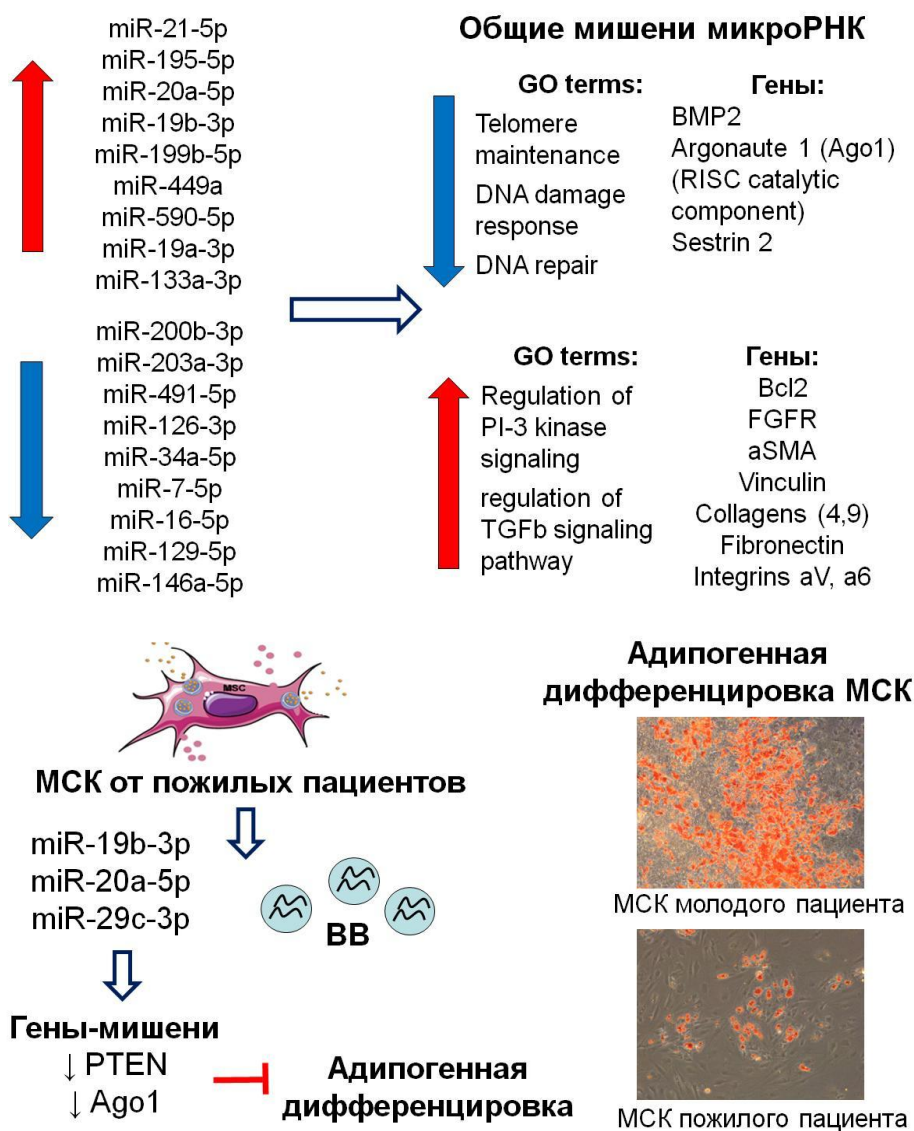 miR-21-5p
miR-195-5p
miR-20a-5p
miR-19b-3p
miR-199b-5p
miR-449a
miR-590-5p
miR-19a-3p
miR-133a-3p
miR-200b-3p
miR-203a-3p
miR-491-5p
miR-126-3p
miR-34a-5p
miR-7-5p
miR-16-5p
miR-129-5p
miR-146a-5p
Общие мишени микроРНК
GO terms:
Telomere
maintenance
DNA damage
response
DNA repair
Гены:
BMP2
Argonaute 1 (Ago1)
(RISC catalytic
component)
Sestrin 2
GO terms:
Regulation of
PI-3 kinase
signaling
regulation of
TGFb signaling
pathway
Гены:
Bcl2
FGFR
aSMA
Vinculin
Collagens (4,9)
Fibronectin
Integrins aV, a6
MSC
МСК от пожилых пациентов
miR-19b-3p
miR-20a-5p
miR-29c-3p
ВВ
Гены-мишени
↓ PTEN
↓ Ago1
Адипогенная
дифференцировка
Адипогенная
дифференцировка МСК
МСК молодого пациента
МСК пожилого пациента